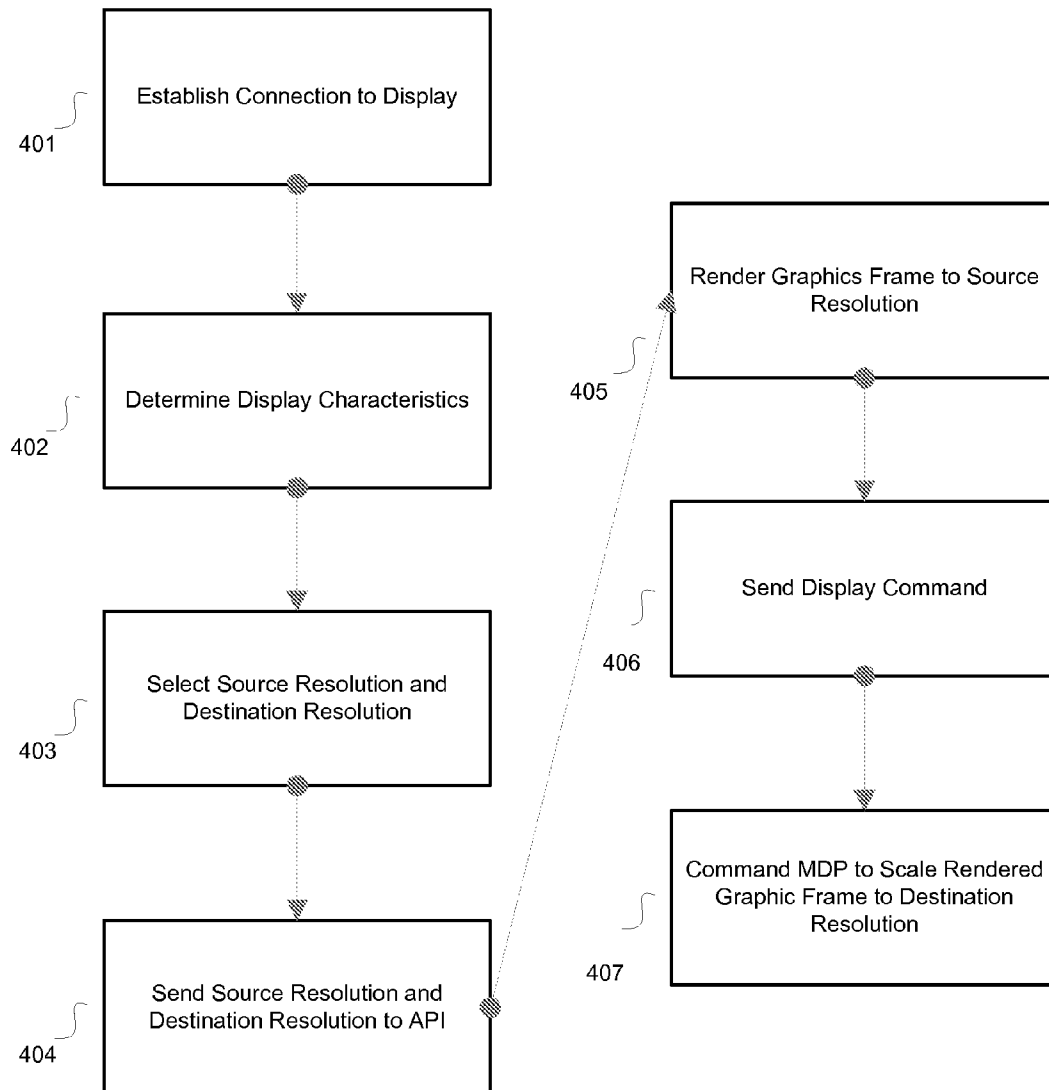 Establish Connection to Display
401
Determine Display Characteristics
402
Select Source Resolution and
Destination Resolution
403
Send Source Resolution and
Destination Resolution to API
404
Render Graphics Frame to Source
Resolution
405
Send Display Command
406
Command MDP to Scale Rendered
Graphic Frame to Destination
Resolution
407